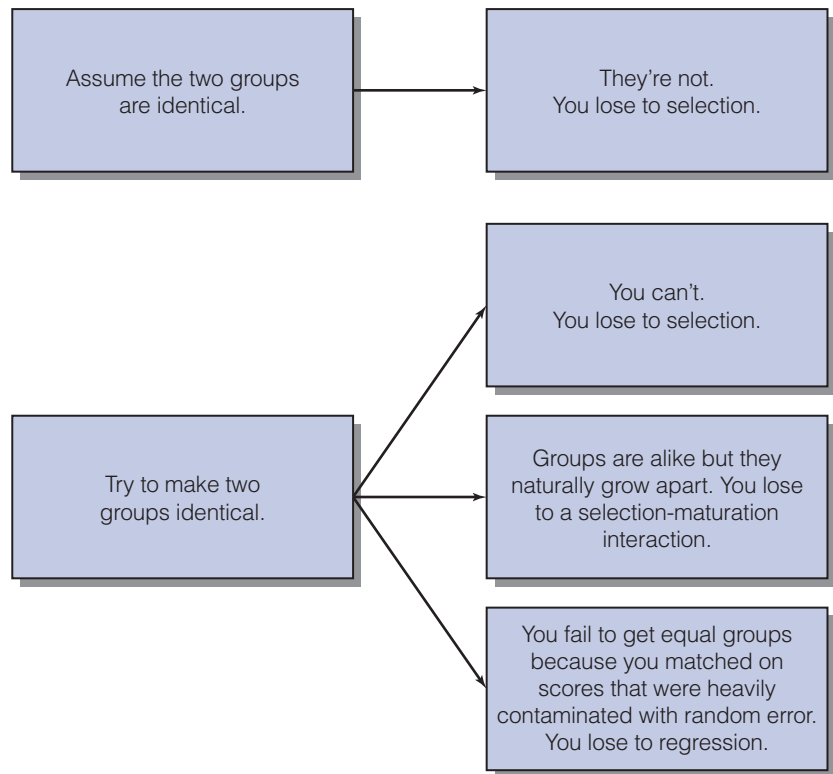 Assume the two groups
are identical.
They're not.
You lose to selection.
You can't.
You lose to selection.
Try to make two
groups identical.
Groups are alike but they
naturally grow apart. You lose
to a selection-maturation
interaction.
You fail to get equal groups
because you matched on
scores that were heavily
contaminated with random error.
You lose to regression.